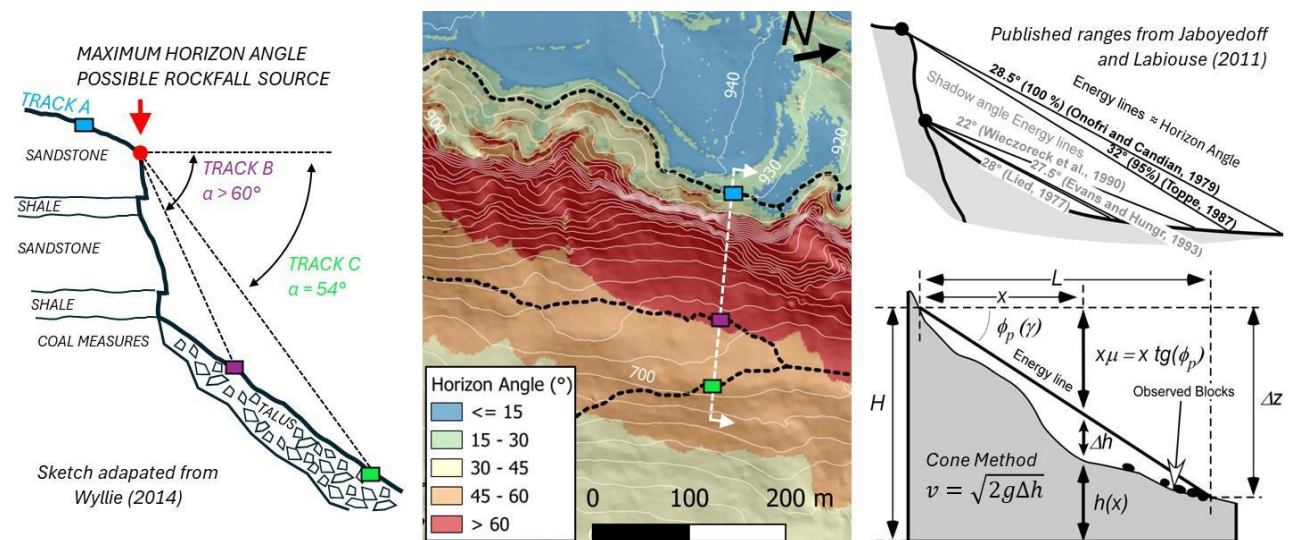 MAXIMUM HORIZON ANGLE
POSSIBLE ROCKFALL SOURCE
TRACK A
SANDSTONE
TRACK B
α > 60°
SHALE
SANDSTONE
TRACK C
α = 54°
SHALE
COAL MEASURES
TALUS
Sketch adapated from
Wyllie (2014)
N
940
900
920
930
700
Horizon Angle (°)
<= 15
15 - 30
30 - 45
45 - 60
> 60
0 100 200 m
Published ranges from Jaboyedoff
and Labiouse (2011)
Energy lines ≈ Horizon Angle
28.5° (100 %) (Onofri and Candian, 1979)
32° (95%) (Toppe, 1987)
Shadow angle Energy lines
22° (Wieczoreck et al., 1990)
27.5° (Evans and Hungr, 1993)
28° (Lied, 1977)
L
x
ϕp (γ)
xμ = x tg(ϕp)
Energy line
Observed Blocks
H
Δz
Δh
Cone Method
v = √2gΔh
h(x)